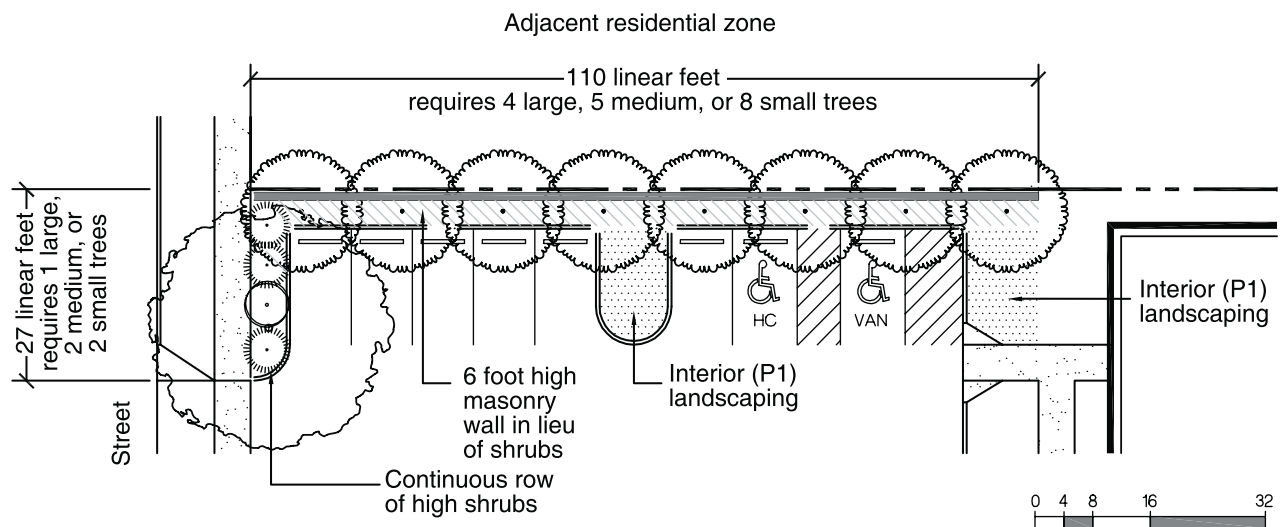 Adjacent residential zone
110 linear feet
requires 4 large, 5 medium, or 8 small trees
27 linear feet
requires 1 large,
2 medium, or
2 small trees
Street
HC
VAN
Interior (P1)
landscaping
6 foot high
masonry
wall in lieu
of shrubs
Interior (P1)
landscaping
Continuous row
of high shrubs
0 4 8 16 32